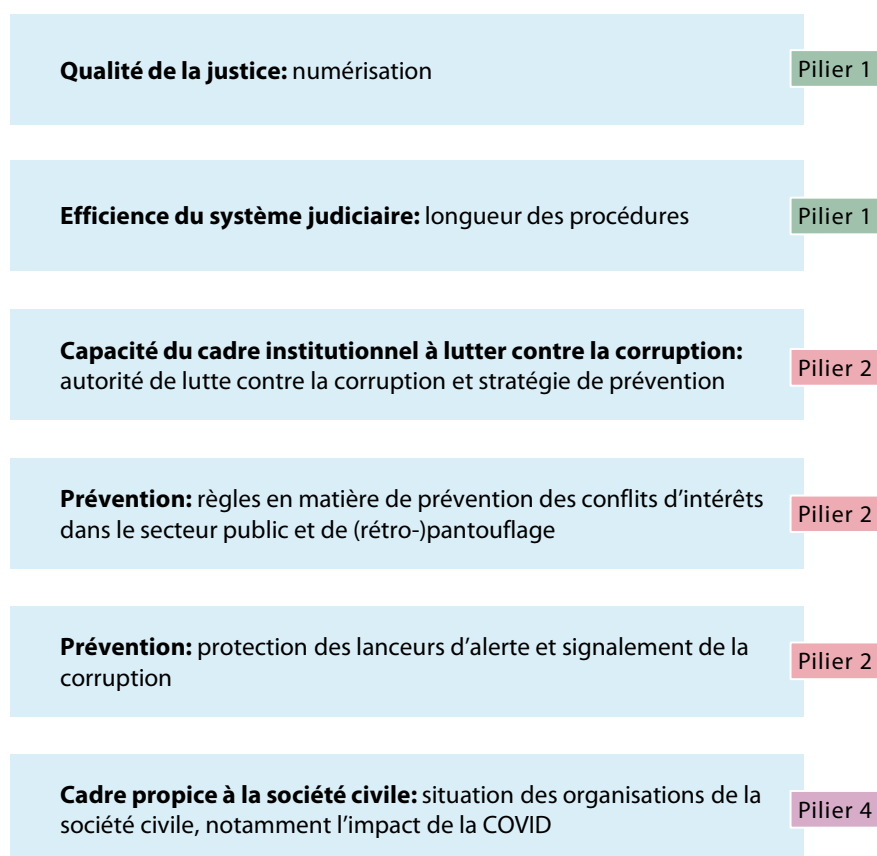 Qualité de la justice: numérisation
Pilier 1
Efficience du système judiciaire: longueur des procédures
Pilier 1
Capacité du cadre institutionnel à lutter contre la corruption:
autorité de lutte contre la corruption et stratégie de prévention
Pilier 2
Prévention: règles en matière de prévention des conflits d’intérêts
dans le secteur public et de (rétro-)pantouflage
Pilier 2
Prévention: protection des lanceurs d’alerte et signalement de la
corruption
Pilier 2
Cadre propice à la société civile: situation des organisations de la
société civile, notamment l’impact de la COVID
Pilier 4